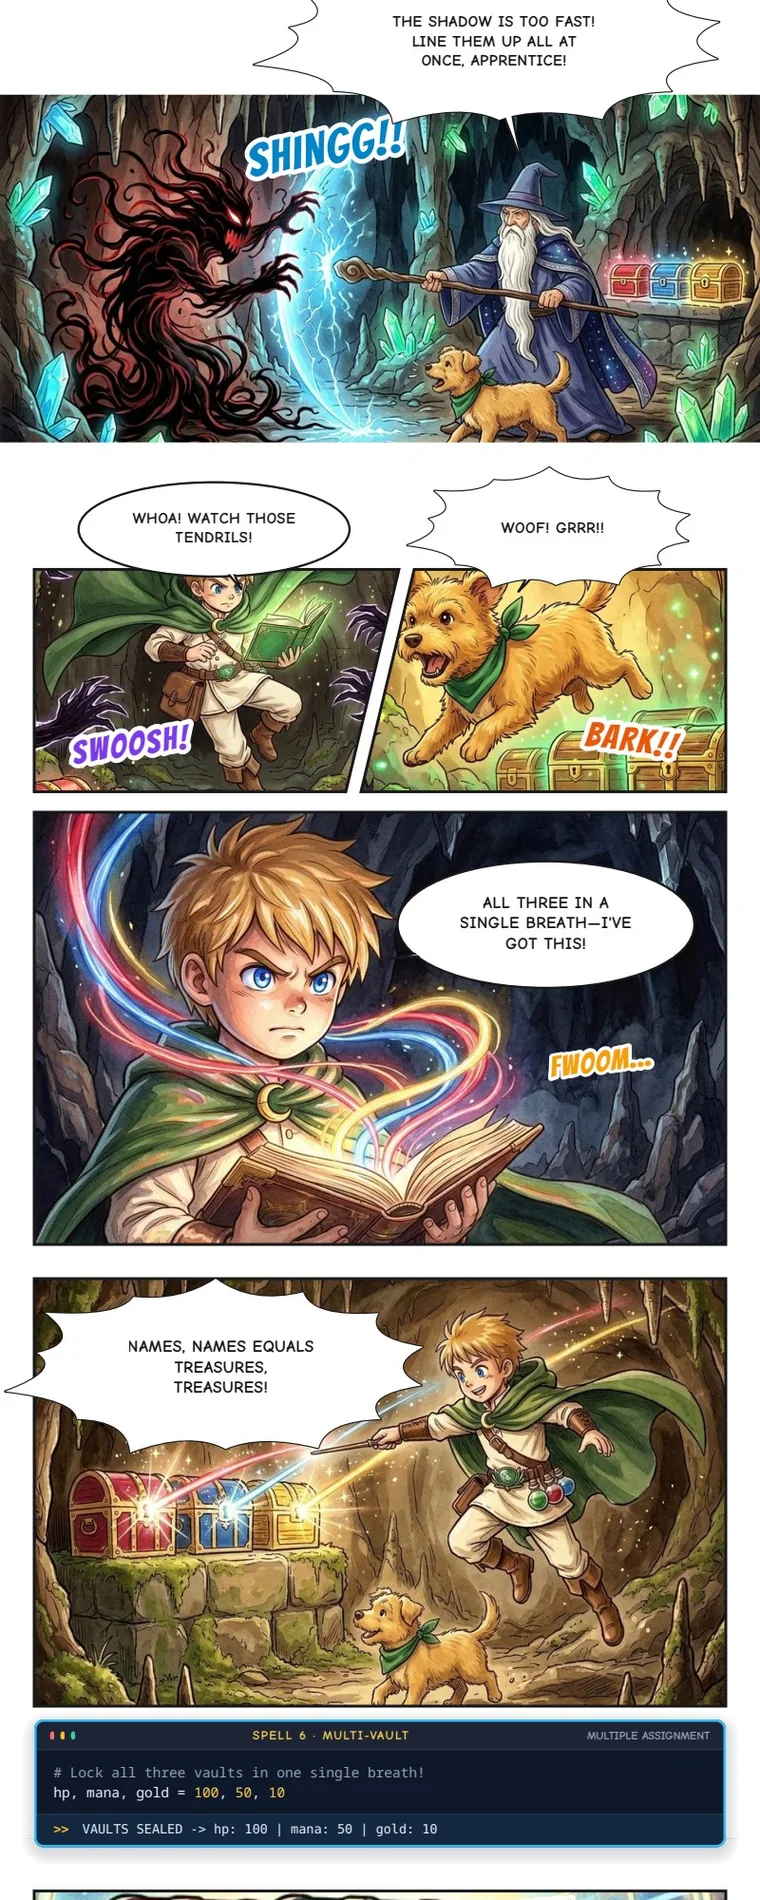 THE SHADOW IS TOO FAST!
LINE THEM UP ALL AT
ONCE, APPRENTICE!
SHINGG!!
WHOA! WATCH THOSE
TENDRILS!
WOOF! GRRR!!
SWOOSH!
BARK!!
ALL THREE IN A
SINGLE BREATH—I'VE
GOT THIS!
FWOOM...
NAMES, NAMES EQUALS
TREASURES,
TREASURES!
SPELL 6 · MULTI-VAULT
MULTIPLE ASSIGNMENT
# Lock all three vaults in one single breath!
hp, mana, gold = 100, 50, 10
>> VAULTS SEALED -> hp: 100 | mana: 50 | gold: 10